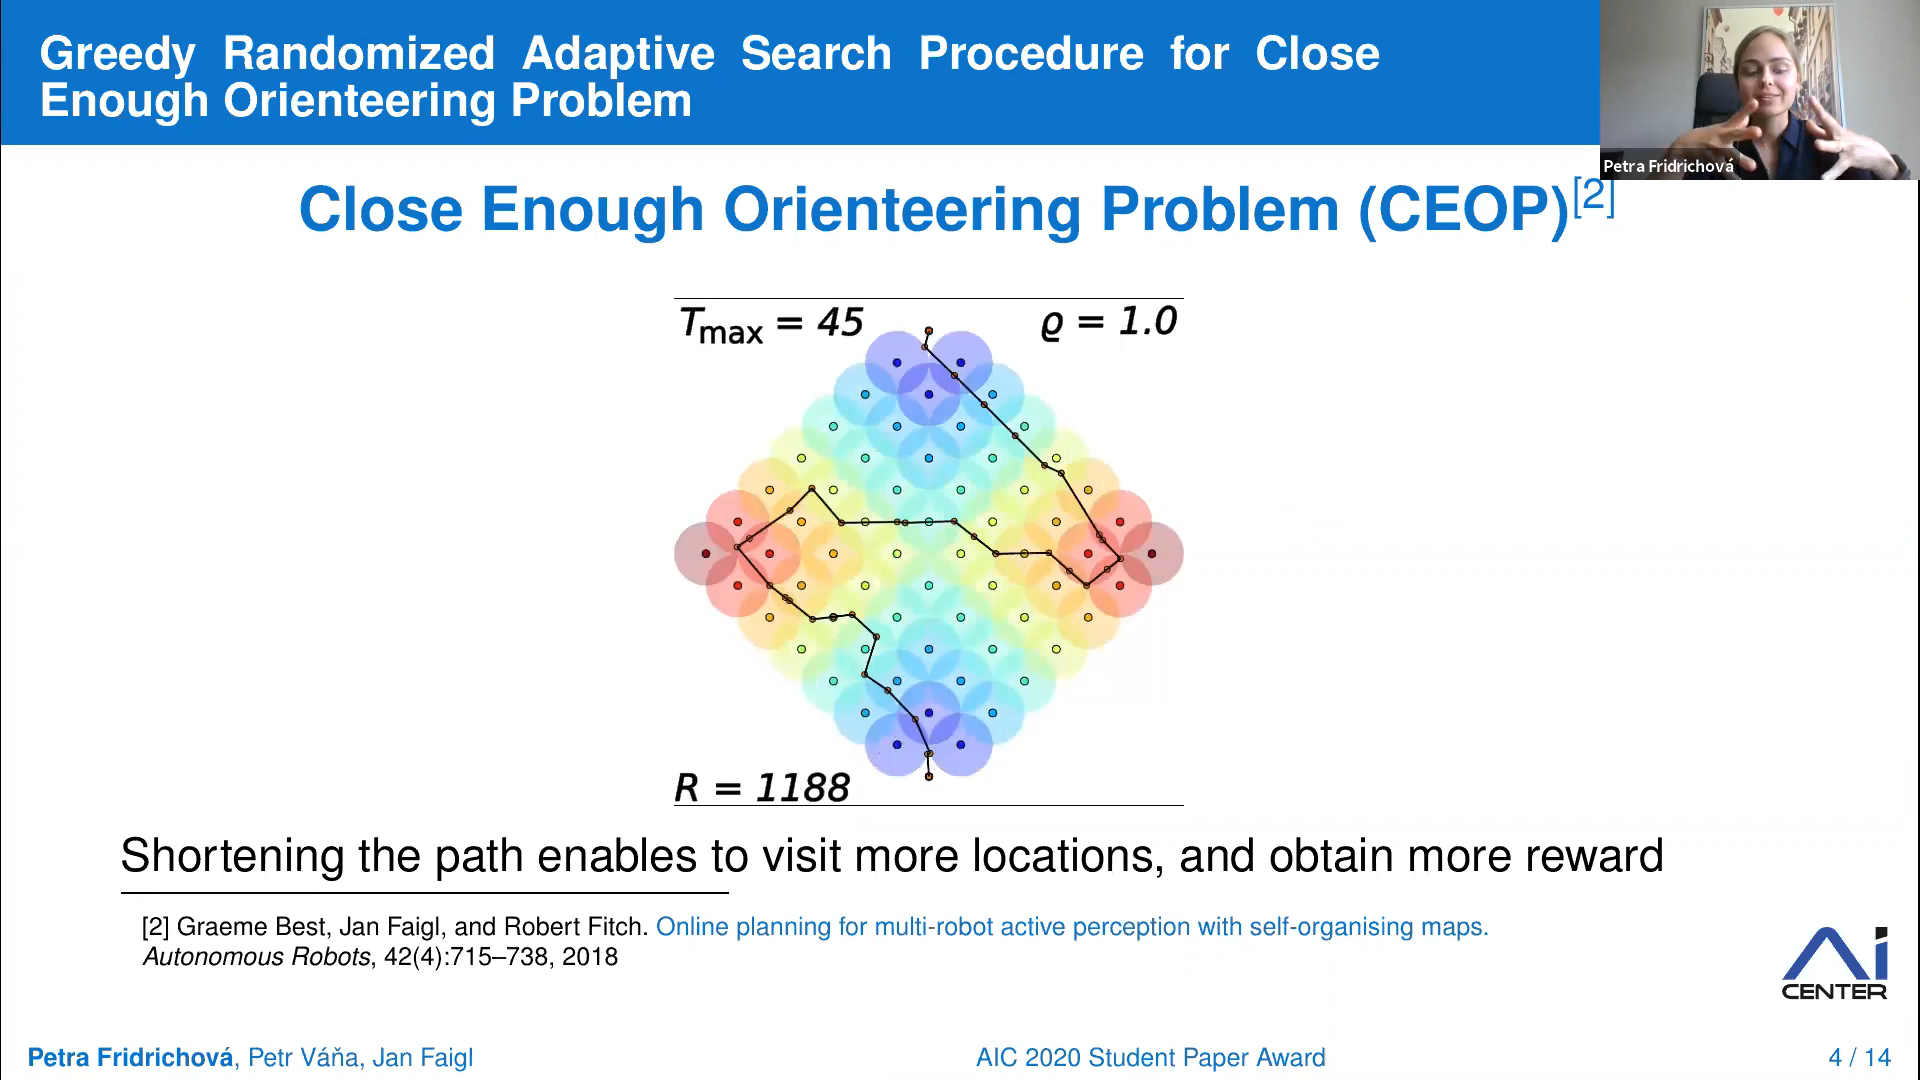 Greedy Randomized Adaptive Search Procedure for Close
Enough Orienteering Problem
Petra Fridrichová
Close Enough Orienteering Problem (CEOP)[2]
Tmax = 45
ϱ = 1.0
R = 1188
Shortening the path enables to visit more locations, and obtain more reward
[2] Graeme Best, Jan Faigl, and Robert Fitch. Online planning for multi-robot active perception with self-organising maps.
Autonomous Robots, 42(4):715–738, 2018
Ai
CENTER
Petra Fridrichová, Petr Váňa, Jan Faigl
AIC 2020 Student Paper Award
4 / 14